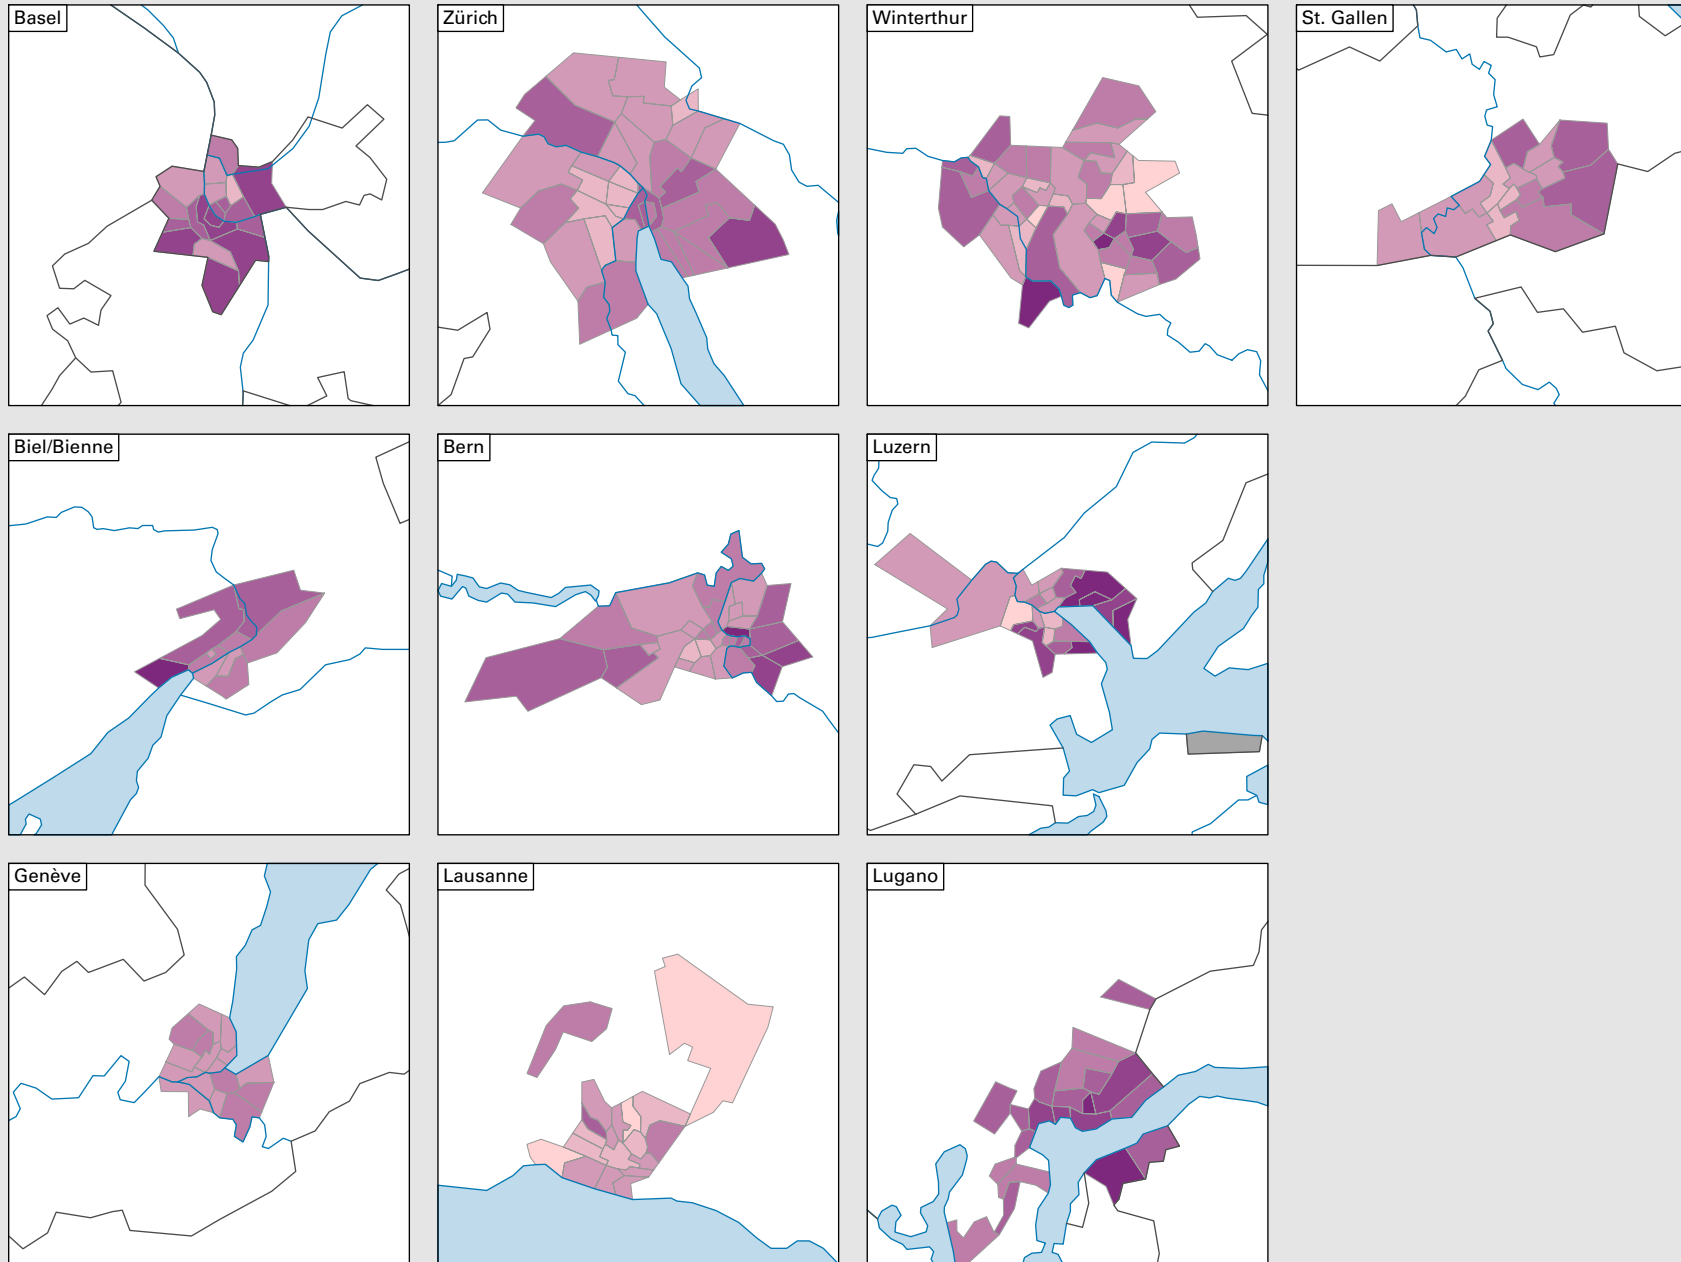 Basel
Zürich
Winterthur
St. Gallen
Biel/Bienne
Bern
Luzern
Genève
Lausanne
Lugano